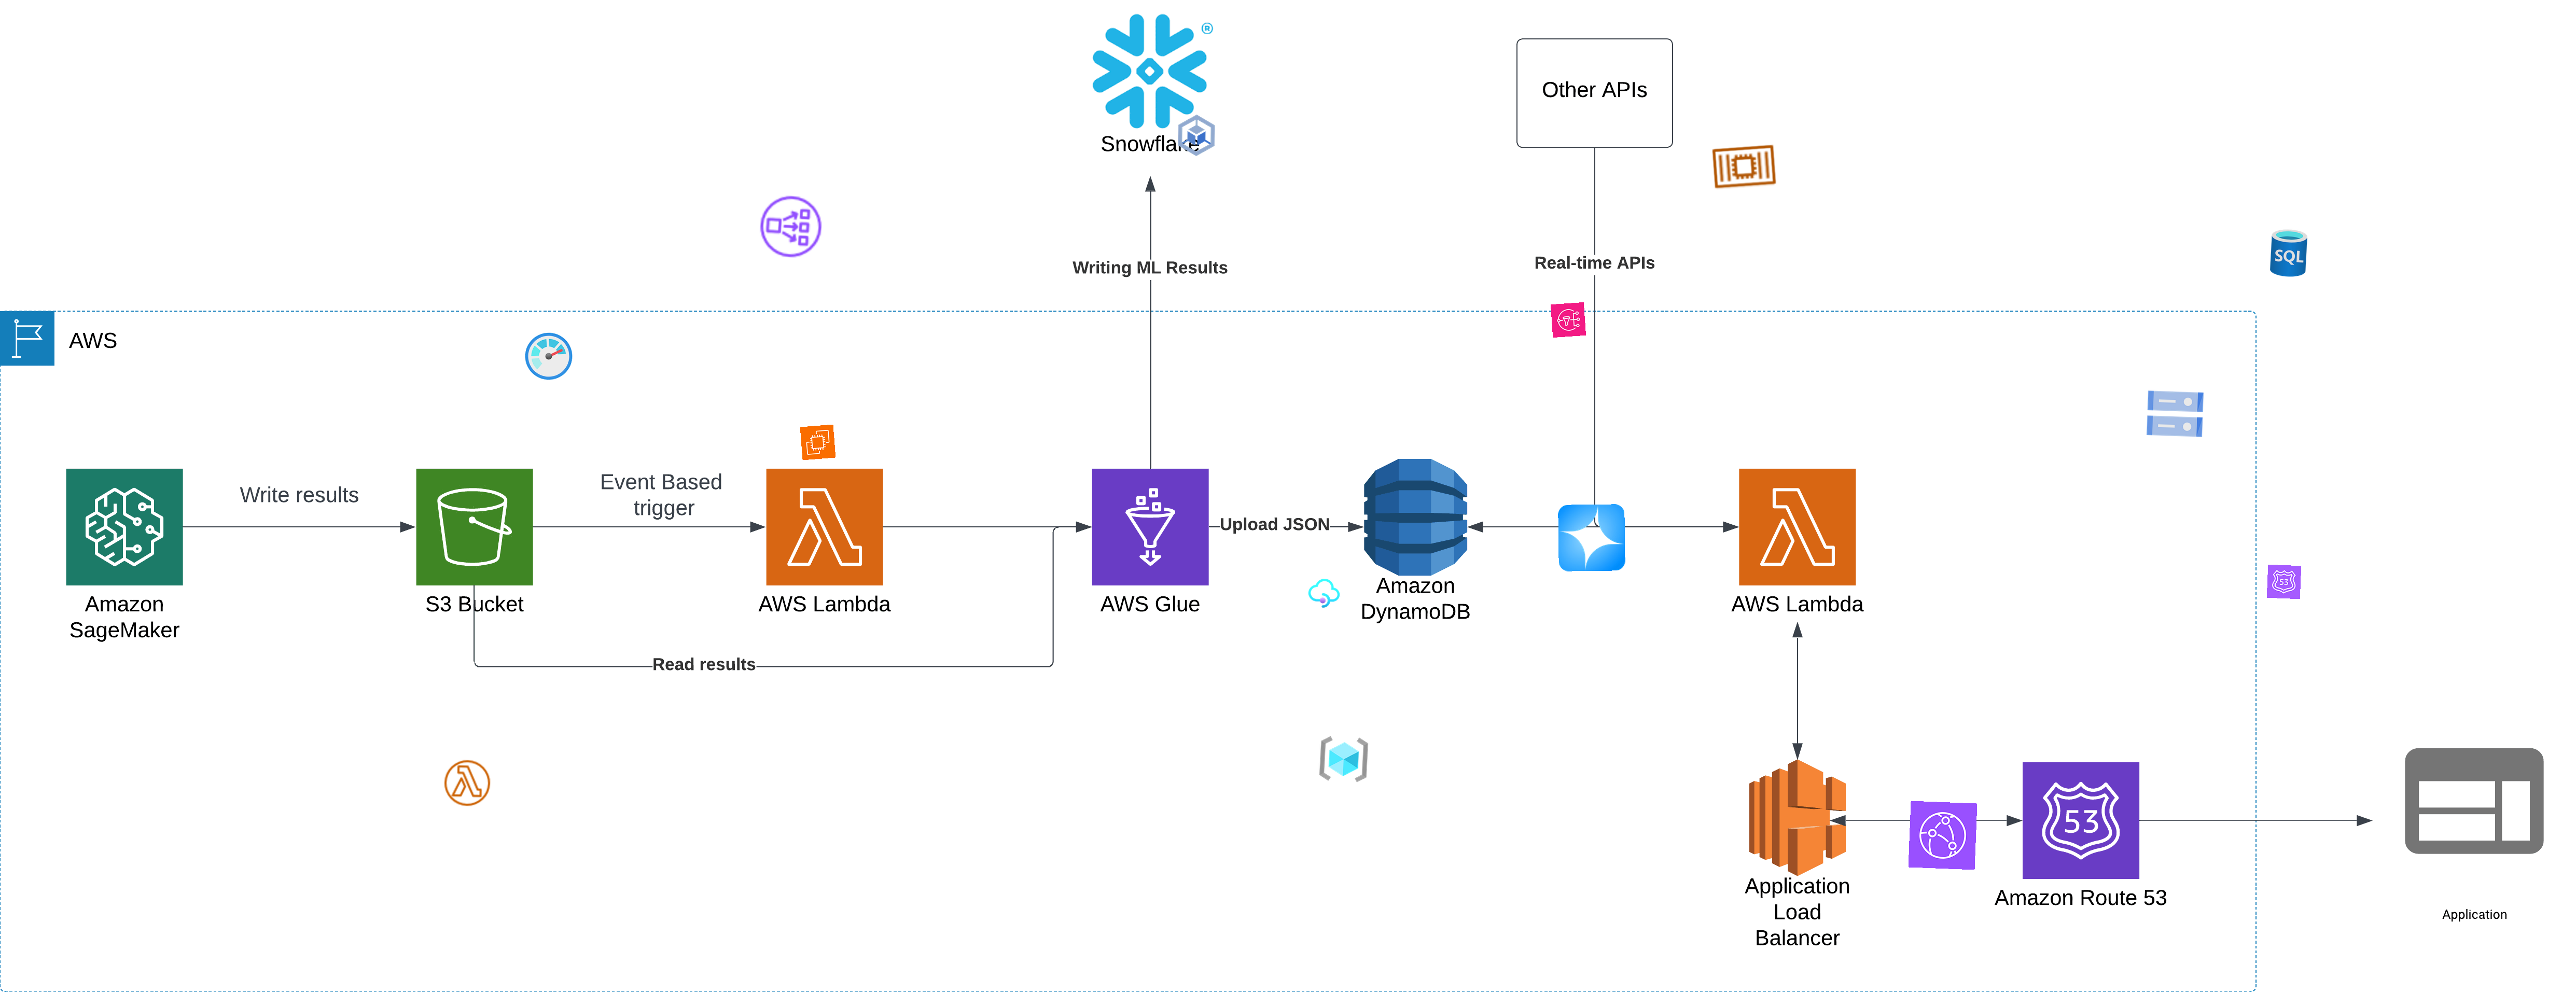 ®
Snowflake
Other APIs
Writing ML Results
Real-time APIs
SQL
AWS
Write results
Event Based
trigger
Upload JSON
Amazon
SageMaker
S3 Bucket
AWS Lambda
AWS Glue
Amazon
DynamoDB
AWS Lambda
53
Read results
53
Application
Load
Balancer
Amazon Route 53
Application